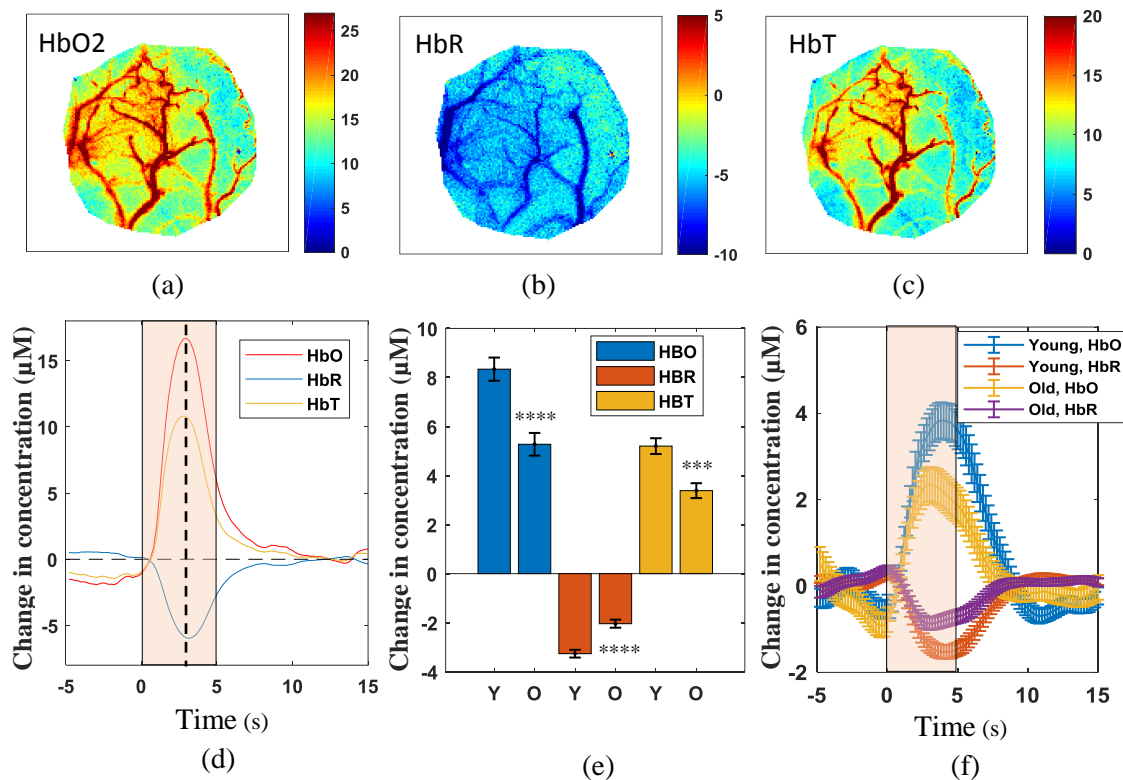 HbO2
25
20
15
10
5
0
(a)
HbR
5
0
-5
-10
(b)
HbT
20
15
10
5
0
(c)
Change in concentration (µM)
15
10
5
0
-5
HbO
HbR
HbT
-5 0 5 10 15
Time (s)
(d)
Change in concentration (µM)
10
8
6
4
2
0
-2
-4
HBO
HBR
HBT
****
***
****
Y O Y O Y O
(e)
Change in concentration (µM)
6
4
2
0
-2
Young, HbO
Young, HbR
Old, HbO
Old, HbR
-5 0 5 10 15
Time (s)
(f)